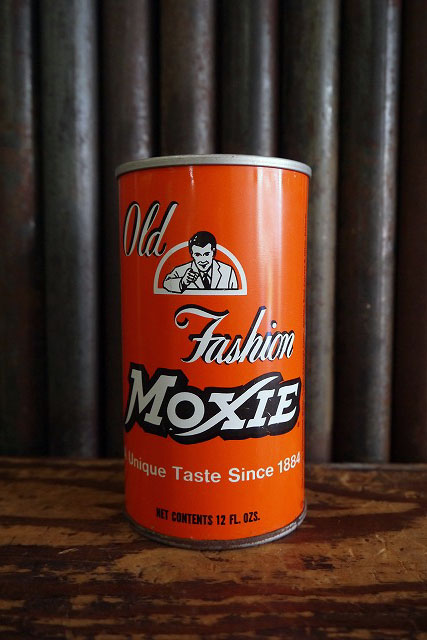 Old
Fashion
MOXIE
Unique Taste Since 1884
NET CONTENTS 12 FL. OZS.